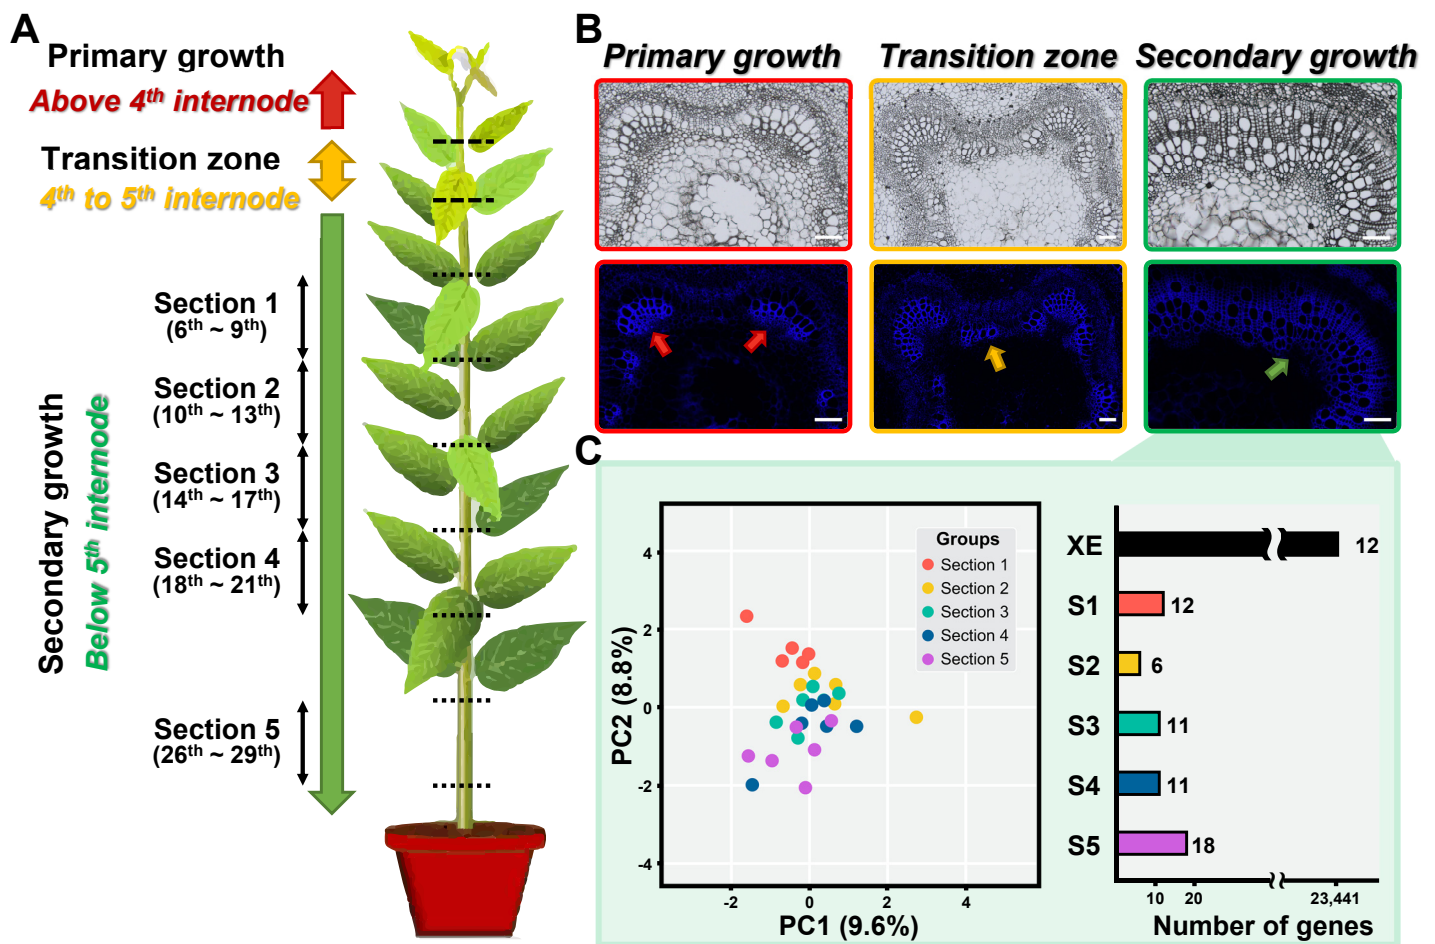 A
Primary growth
Above 4th internode
Transition zone
4th to 5th internode
Section 1
(6th ~ 9th)
Section 2
(10th ~ 13th)
Section 3
(14th ~ 17th)
Section 4
(18th ~ 21th)
Section 5
(26th ~ 29th)
Secondary growth
Below 5th internode
B
Primary growth
Transition zone
Secondary growth
C
4
2
0
-2
-4
-2
0
2
4
PC2 (8.8%)
PC1 (9.6%)
Groups
Section 1
Section 2
Section 3
Section 4
Section 5
XE
12
S1
12
S2
6
S3
11
S4
11
S5
18
10
20
23,441
Number of genes